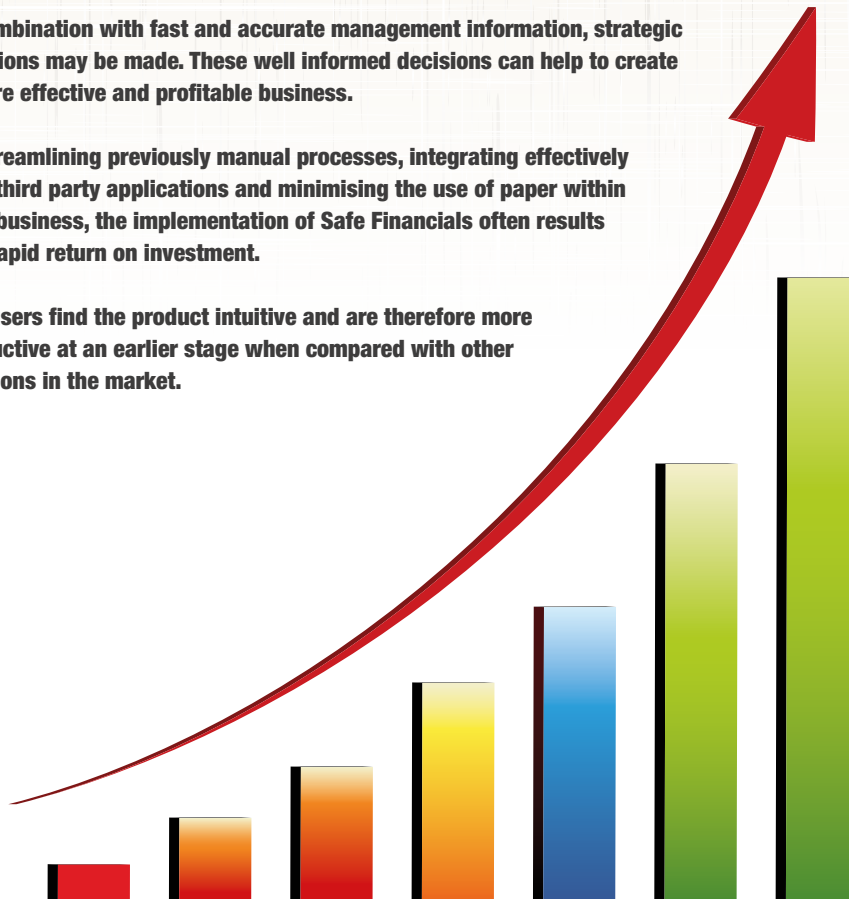 mbination with fast and accurate management information, strategic
ions may be made. These well informed decisions can help to create
re effective and profitable business.
reamlining previously manual processes, integrating effectively
third party applications and minimising the use of paper within
business, the implementation of Safe Financials often results
apid return on investment.
sers find the product intuitive and are therefore more
uctive at an earlier stage when compared with other
ons in the market.